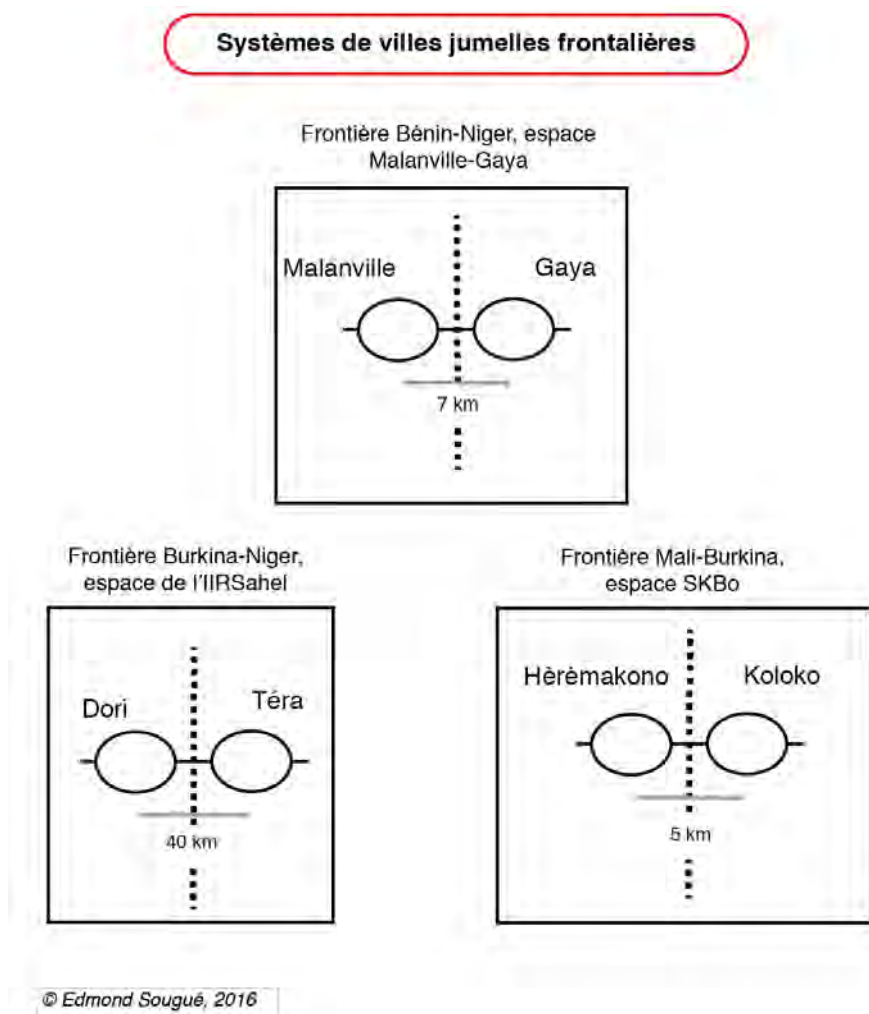 Systèmes de villes jumelles frontalières
Frontière Bénin-Niger, espace
Malanville-Gaya
Malanville Gaya
7 km
Frontière Burkina-Niger,
espace de l'IIRSahel
Dori Téra
40 km
Frontière Mali-Burkina,
espace SKBo
Hèrèmakono Koloko
5 km
© Edmond Sougué, 2016